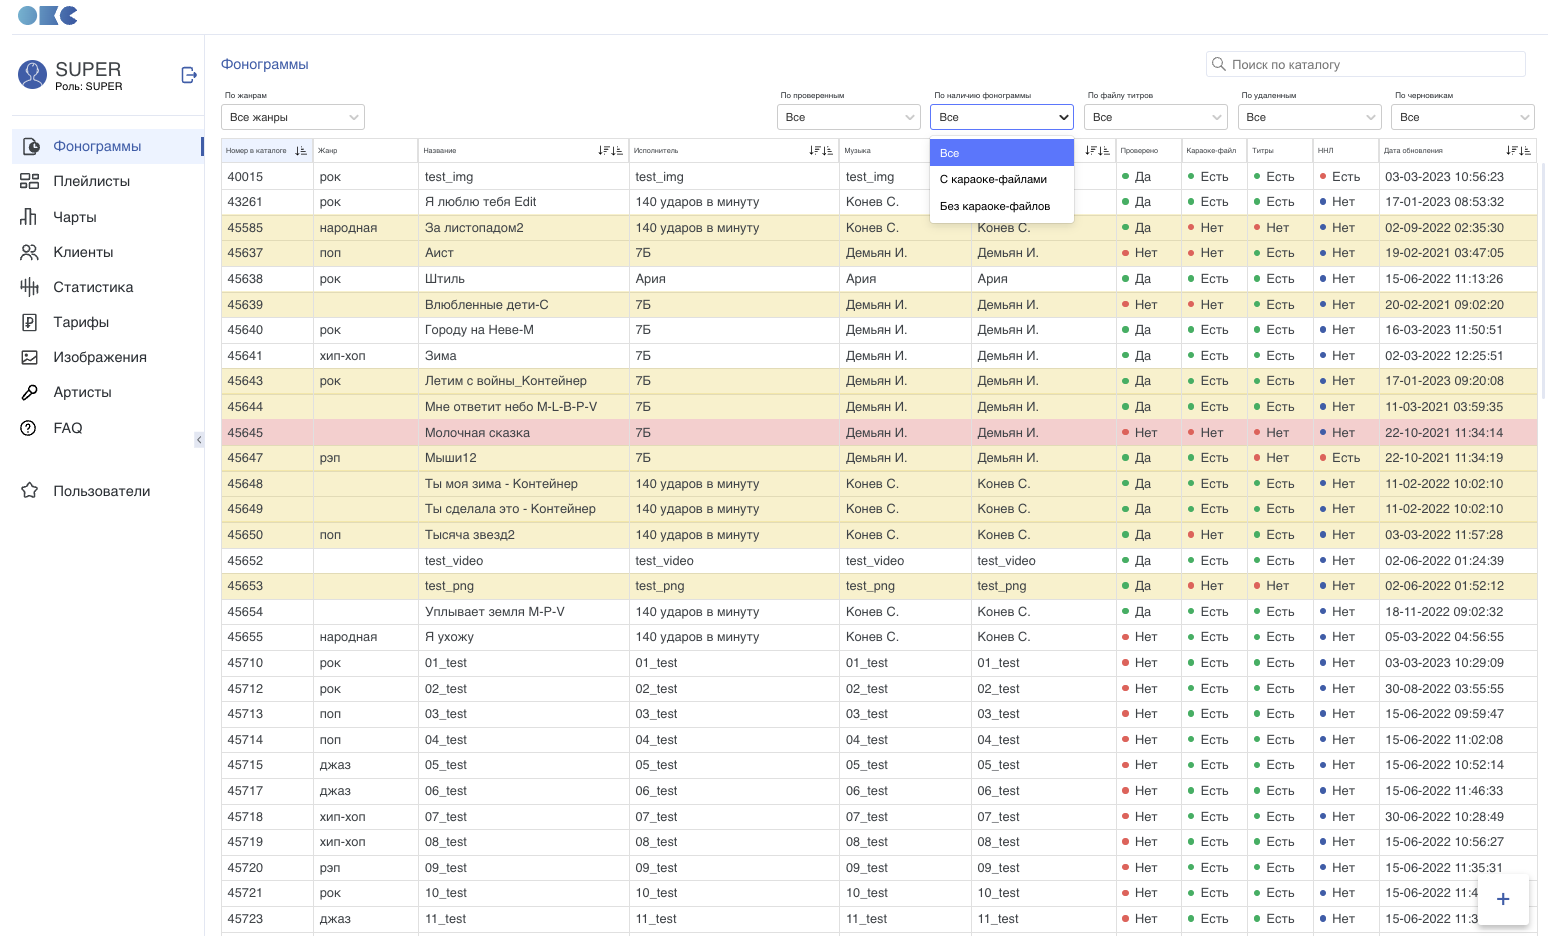 ОКС
SUPER
Роль: SUPER
Фонограммы
Плейлисты
Чарты
Клиенты
Статистика
Тарифы
Изображения
Артисты
FAQ
Пользователи
Фонограммы
Поиск по каталогу
По жанрам По проверенным По наличию фонограммы По файлу титров По удаленным По черновикам
Все жанры Все Все Все Все Все
Все
С караоке-файлами
Без караоке-файлов
Номер в каталоге Жанр Название Исполнитель Музыка Проверено Караоке-файл Титры ННЛ Дата обновления
40015 рок test_img test_img test_img Да Есть Есть Есть 03-03-2023 10:56:23
43261 рок Я люблю тебя Edit 140 ударов в минуту Конев С. Да Есть Есть Нет 17-01-2023 08:53:32
45585 народная За листопадом2 140 ударов в минуту Конев С. Конев С. Да Нет Нет Нет 02-09-2022 02:35:30
45637 поп Аист 7Б Демьян И. Демьян И. Нет Нет Есть Нет 19-02-2021 03:47:05
45638 рок Штиль Ария Ария Ария Да Есть Есть Нет 15-06-2022 11:13:26
45639 Влюбленные дети-С 7Б Демьян И. Демьян И. Нет Нет Есть Нет 20-02-2021 09:02:20
45640 рок Городу на Неве-М 7Б Демьян И. Демьян И. Да Есть Есть Нет 16-03-2023 11:50:51
45641 хип-хоп Зима 7Б Демьян И. Демьян И. Да Есть Есть Нет 02-03-2022 12:25:51
45643 рок Летим с войны_Контейнер 7Б Демьян И. Демьян И. Да Есть Есть Нет 17-01-2023 09:20:08
45644 Мне ответит небо M-L-B-P-V 7Б Демьян И. Демьян И. Да Есть Есть Нет 11-03-2021 03:59:35
45645 Молочная сказка 7Б Демьян И. Демьян И. Нет Нет Нет Нет 22-10-2021 11:34:14
45647 рэп Мыши12 7Б Демьян И. Демьян И. Да Есть Нет Есть 22-10-2021 11:34:19
45648 Ты моя зима - Контейнер 140 ударов в минуту Конев С. Конев С. Да Есть Есть Нет 11-02-2022 10:02:10
45649 Ты сделала это - Контейнер 140 ударов в минуту Конев С. Конев С. Да Есть Есть Нет 11-02-2022 10:02:10
45650 поп Тысяча звезд2 140 ударов в минуту Конев С. Конев С. Да Нет Есть Нет 03-03-2022 11:57:28
45652 test_video test_video test_video test_video Да Есть Есть Нет 02-06-2022 01:24:39
45653 test_png test_png test_png test_png Да Нет Нет Нет 02-06-2022 01:52:12
45654 Уплывает земля M-P-V 140 ударов в минуту Конев С. Конев С. Да Есть Есть Нет 18-11-2022 09:02:32
45655 народная Я ухожу 140 ударов в минуту Конев С. Конев С. Нет Есть Есть Нет 05-03-2022 04:56:55
45710 рок 01_test 01_test 01_test 01_test Нет Есть Есть Нет 03-03-2023 10:29:09
45712 рок 02_test 02_test 02_test 02_test Нет Есть Есть Нет 30-08-2022 03:55:55
45713 поп 03_test 03_test 03_test 03_test Нет Есть Есть Нет 15-06-2022 09:59:47
45714 поп 04_test 04_test 04_test 04_test Нет Есть Есть Нет 15-06-2022 11:02:08
45715 джаз 05_test 05_test 05_test 05_test Нет Есть Есть Нет 15-06-2022 10:52:14
45717 джаз 06_test 06_test 06_test 06_test Нет Есть Есть Нет 15-06-2022 11:46:33
45718 хип-хоп 07_test 07_test 07_test 07_test Нет Есть Есть Нет 30-06-2022 10:28:49
45719 хип-хоп 08_test 08_test 08_test 08_test Нет Есть Есть Нет 15-06-2022 10:56:27
45720 рэп 09_test 09_test 09_test 09_test Нет Есть Есть Нет 15-06-2022 11:35:31
45721 рок 10_test 10_test 10_test 10_test Нет Есть Есть Нет 15-06-2022 11:4
45723 джаз 11_test 11_test 11_test 11_test Нет Есть Есть Нет 15-06-2022 11:3